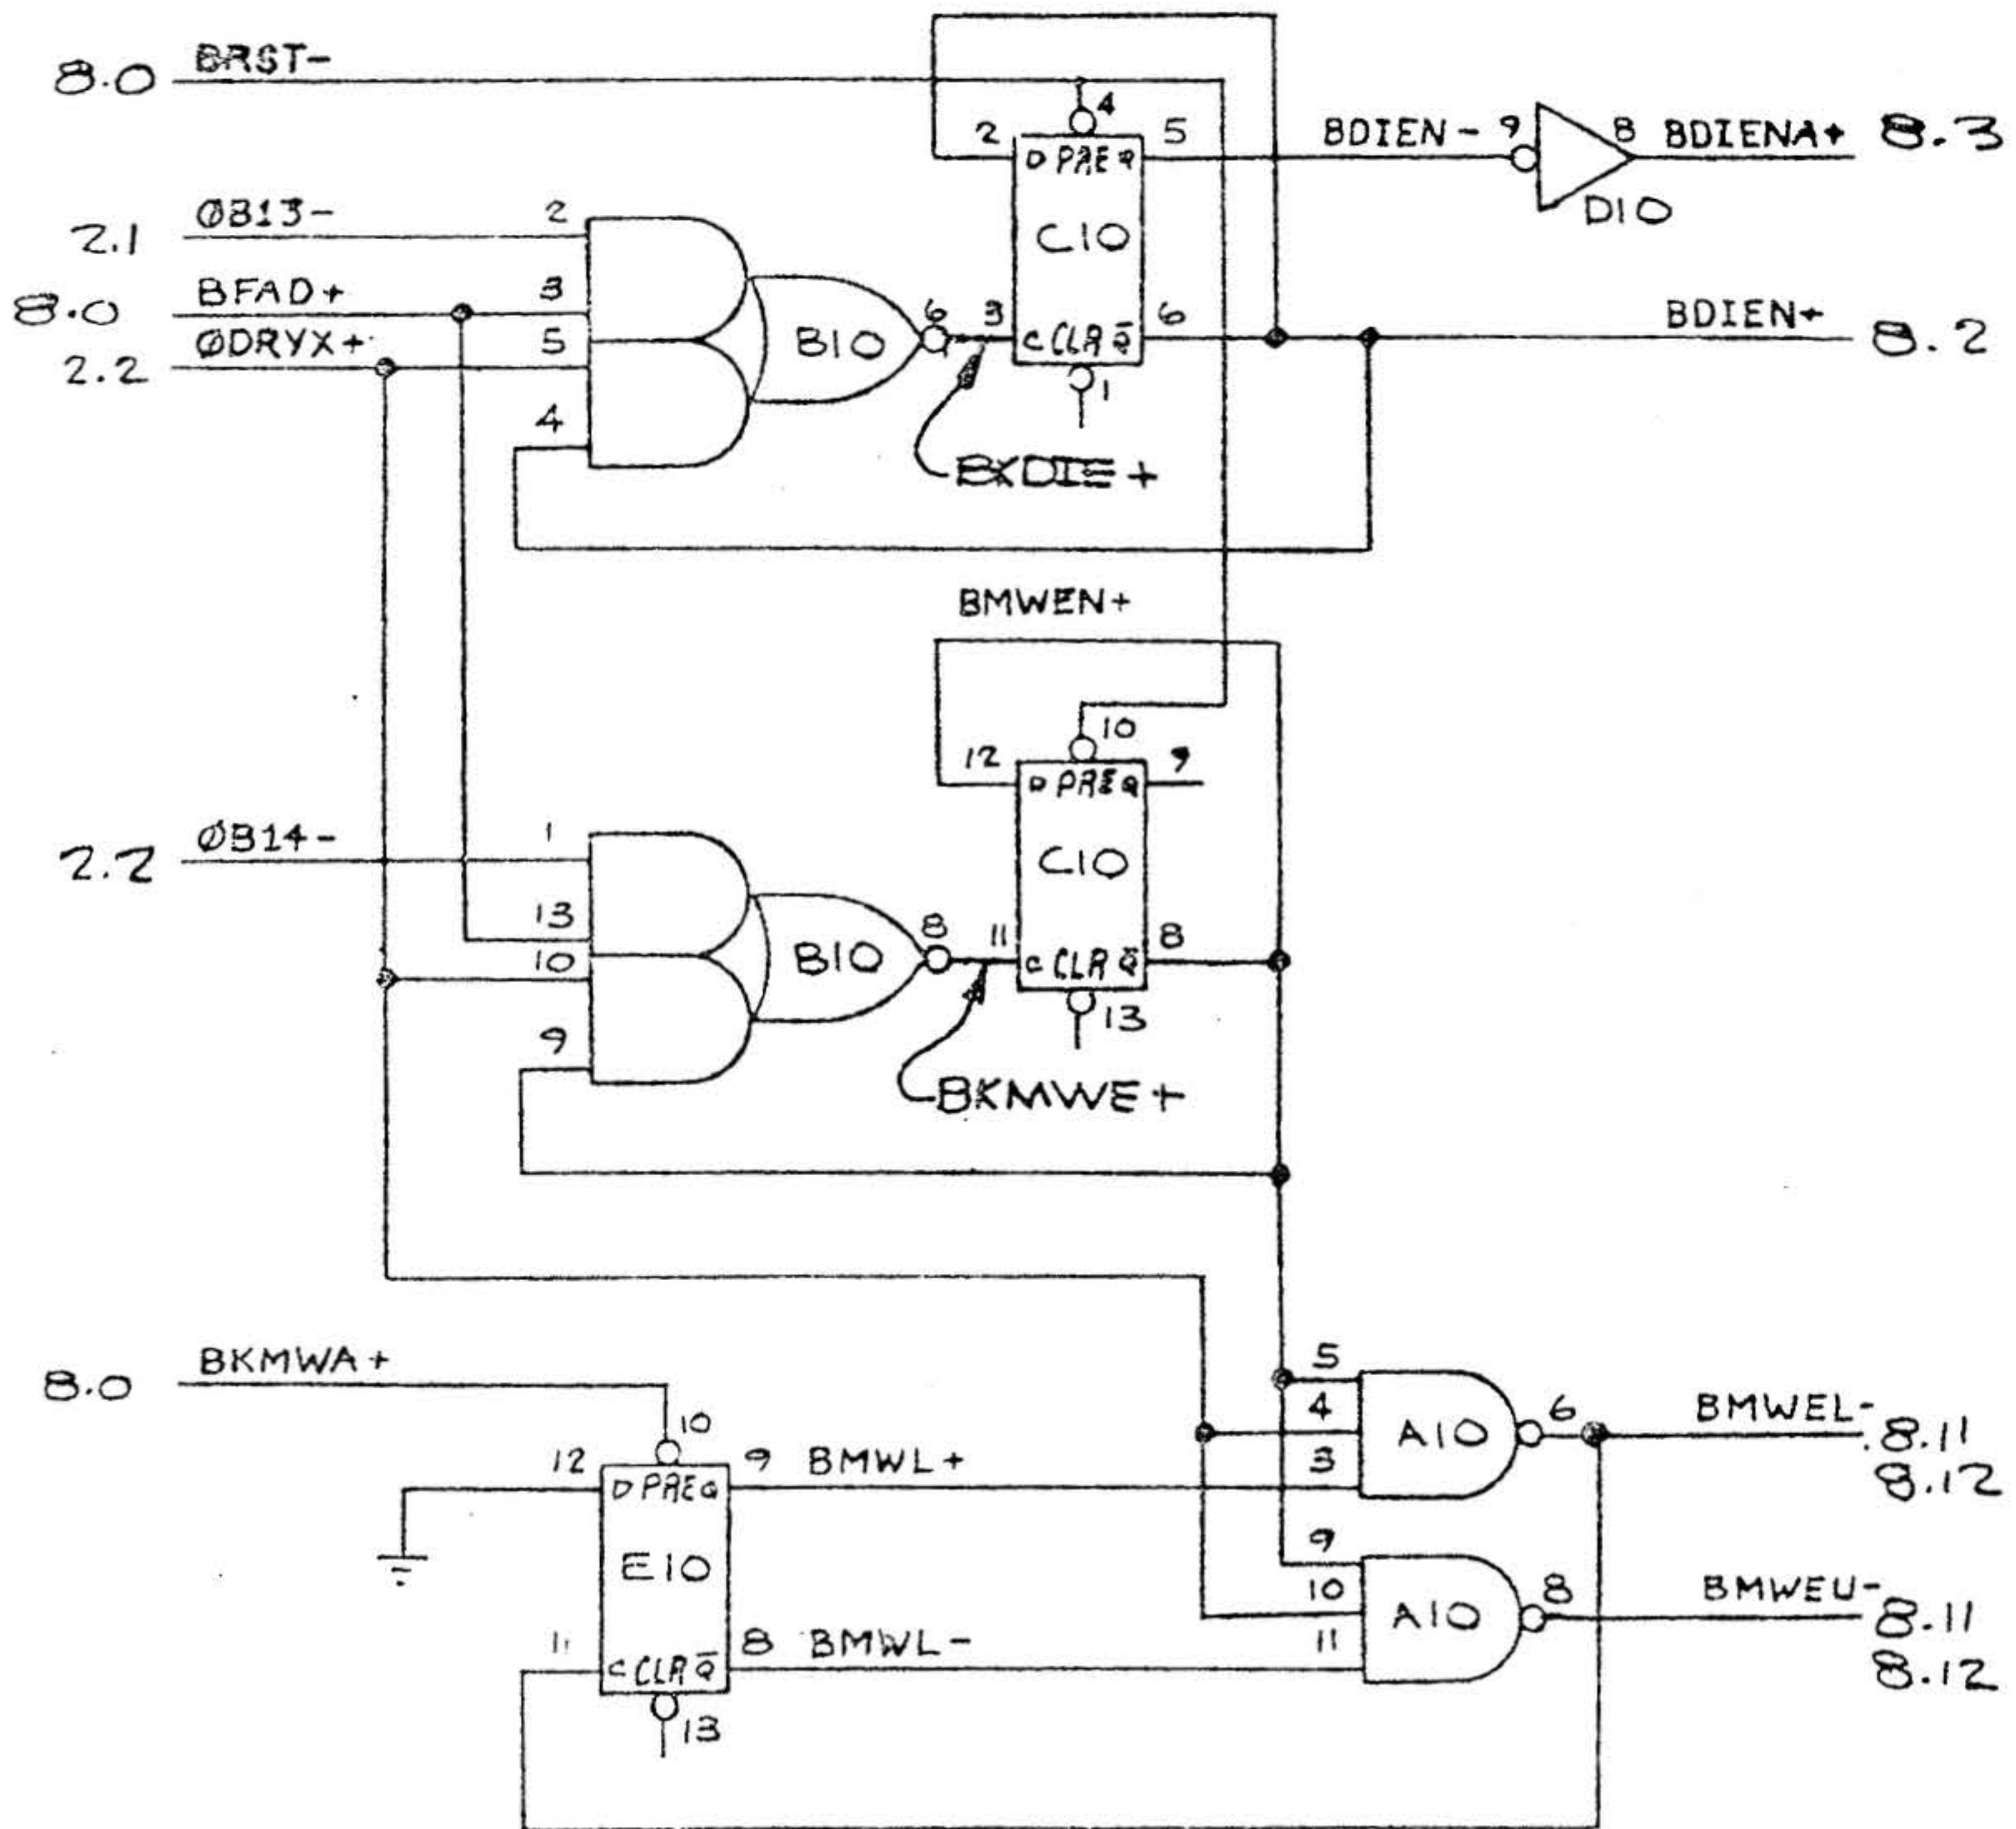 8.0 BRST-
4
2 D PRE Q 5 BDIEN- 9 8 BDIENA+ 8.3
C10
D10
2.1 ØB13- 2
8.0 BFAD+ 3
B10 6 3 C CLR Q̅ 6 BDIEN+ 8.2
2.2 ØDRYX+ 5
1
4
BKDIE+
BMWEN+
10
12 D PRE Q 9
C10
2.2 ØB14- 1
13
B10 8 11 C CLR Q̅ 8
10
13
9
BKMWE+
8.0 BKMWA+
10
12 D PRE Q 9 BMWL+
E10
11 C CLR Q̅ 8 BMWL-
13
5
4 A10 6 BMWEL- 8.11
3 8.12
9
10 A10 8 BMWEU- 8.11
11 8.12